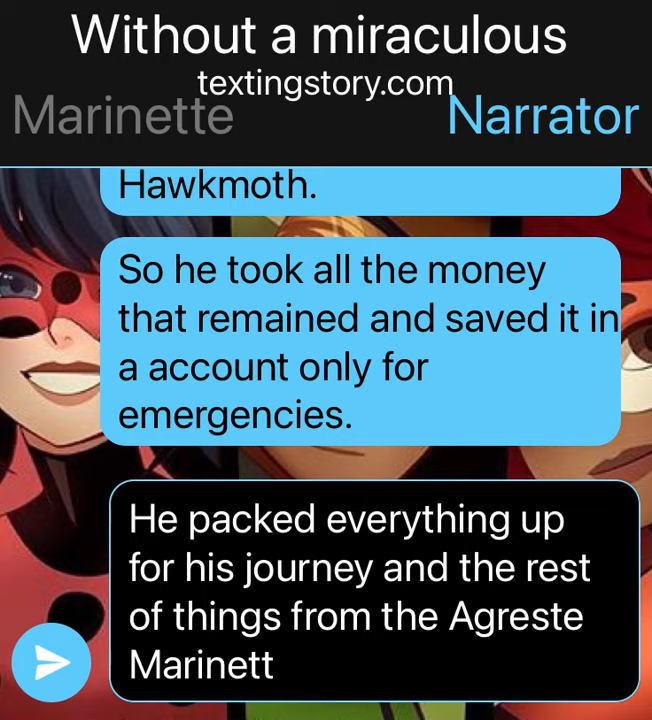 Without a miraculous
textingstory.com
Marinette
Narrator
Hawkmoth.
So he took all the money
that remained and saved it in
a account only for
emergencies.
He packed everything up
for his journey and the rest
of things from the Agreste
Marinett